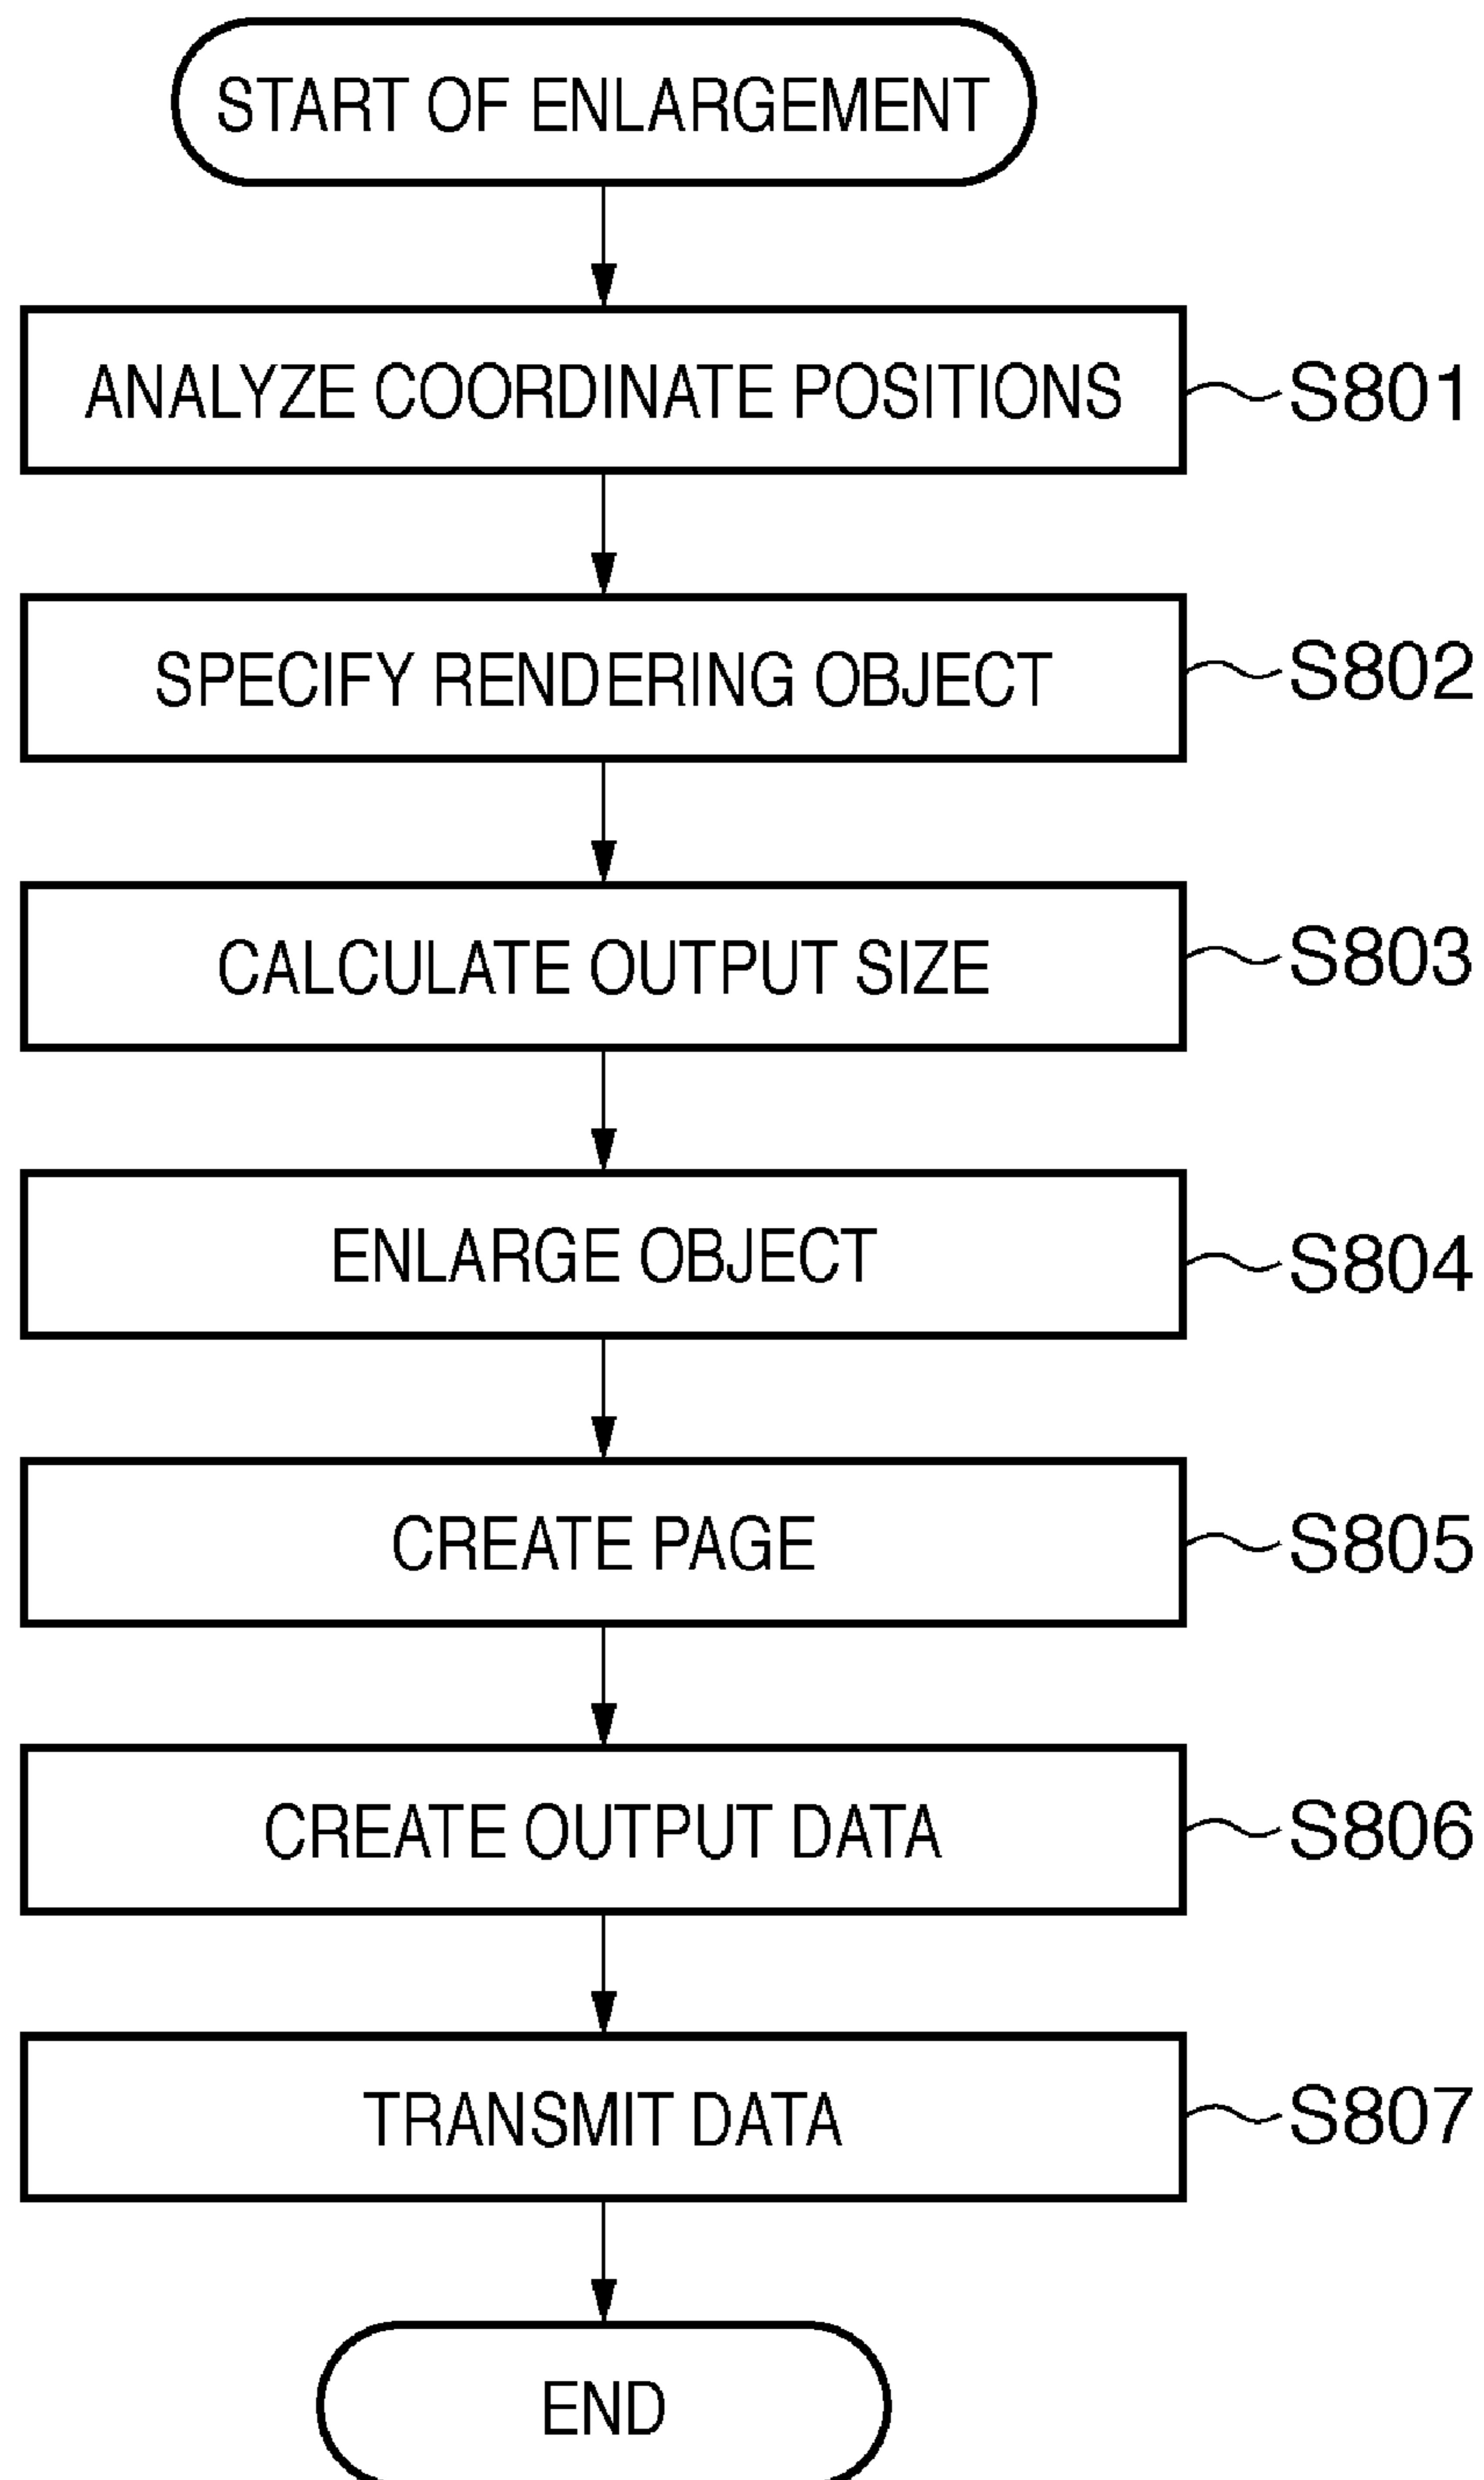 START OF ENLARGEMENT
ANALYZE COORDINATE POSITIONS S801
SPECIFY RENDERING OBJECT S802
CALCULATE OUTPUT SIZE S803
ENLARGE OBJECT S804
CREATE PAGE S805
CREATE OUTPUT DATA S806
TRANSMIT DATA S807
END